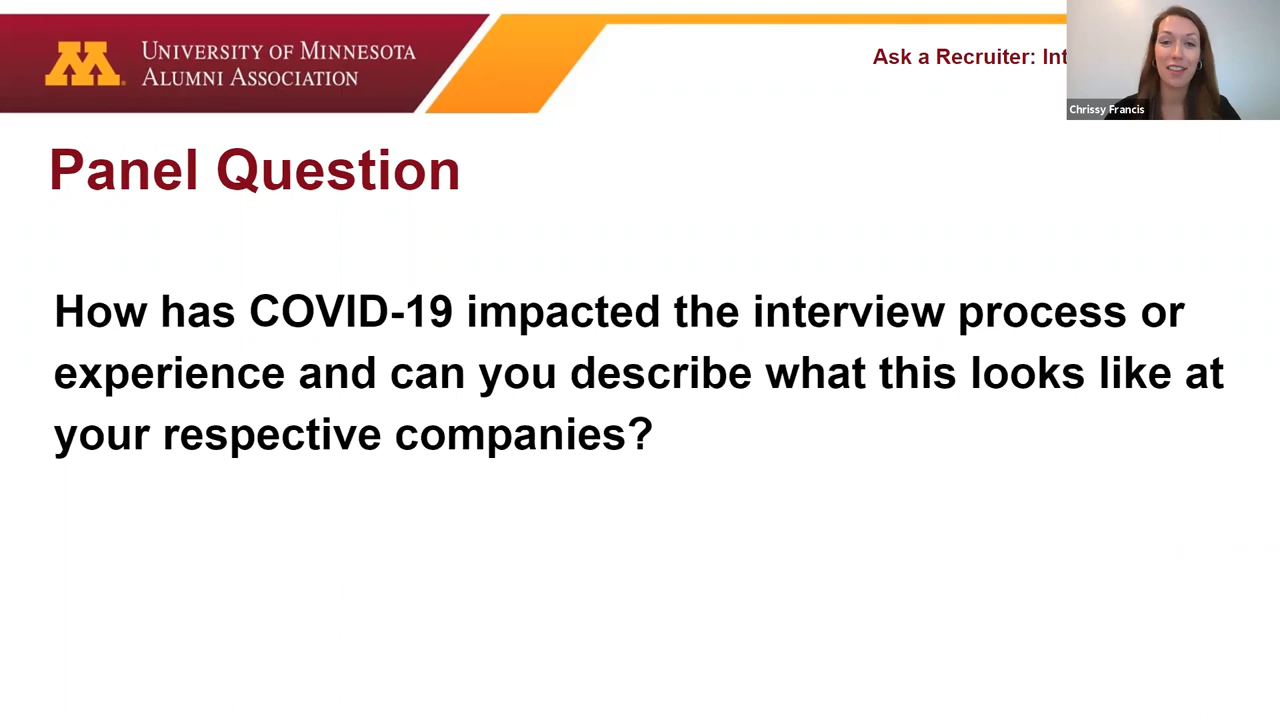 UNIVERSITY OF MINNESOTA
ALUMNI ASSOCIATION
Ask a Recruiter: Int
Chrissy Francis
Panel Question
How has COVID-19 impacted the interview process or
experience and can you describe what this looks like at
your respective companies?